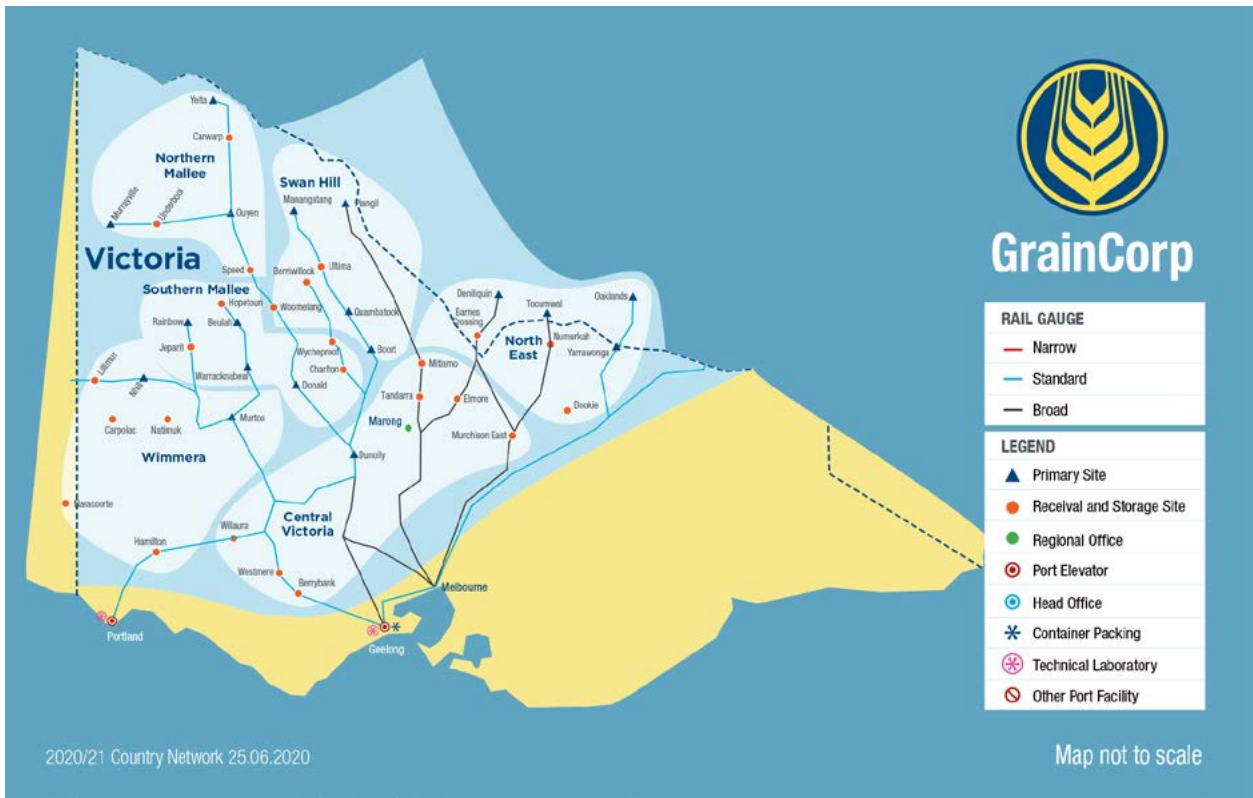 Yelta
Carwarp
Northern
Mallee
Murrayville
Underbool
Ouyen
Swan Hill
Manangatang
Piangil
Victoria
Speed
Berriwillock
Ultima
Southern Mallee
Hopetoun
Woomelang
Quambatook
Deniliquin
Barnes
Crossing
Tocumwal
Oaklands
Rainbow
Beulah
North
East
Numurkah
Yarrawonga
Jeparit
Wycheproof
Boort
Lillimur
Nhill
Warracknabeal
Charlton
Mitiamo
Donald
Tandarra
Elmore
Dookie
Carpolac
Natimuk
Murtoa
Marong
Murchison East
Wimmera
Dunolly
Naracoorte
Central
Victoria
Willaura
Hamilton
Westmere
Berrybank
Melbourne
Portland
Geelong
GrainCorp
RAIL GAUGE
Narrow
Standard
Broad
LEGEND
Primary Site
Receival and Storage Site
Regional Office
Port Elevator
Head Office
Container Packing
Technical Laboratory
Other Port Facility
2020/21 Country Network 25.06.2020
Map not to scale